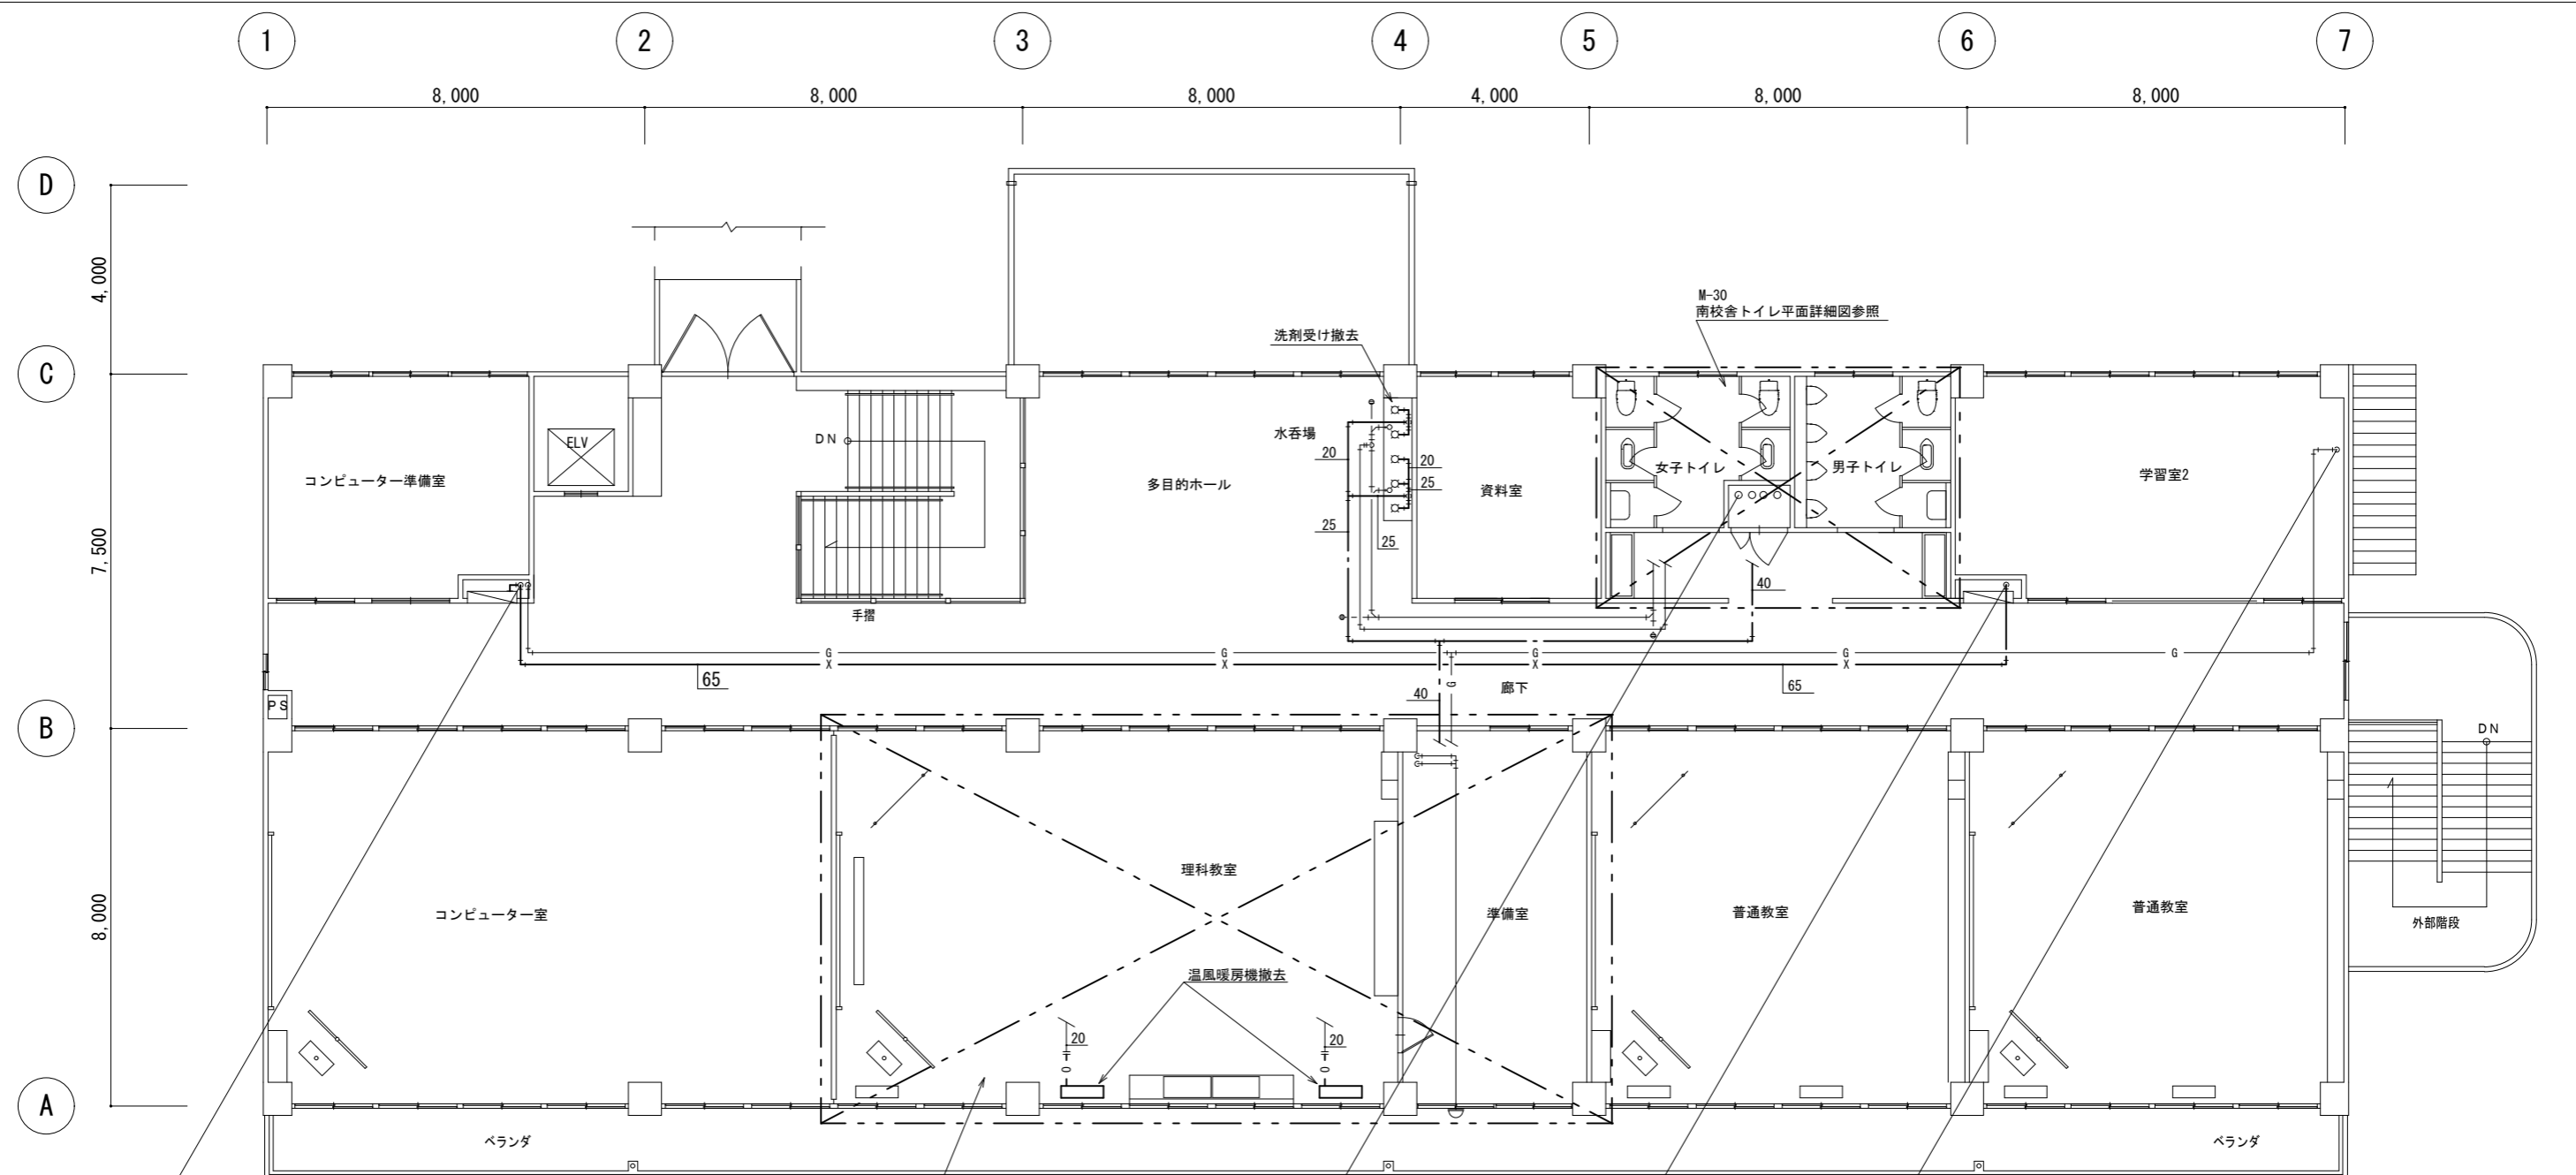 1 2 3 4 5 6 7
8,000 8,000 8,000 4,000 8,000 8,000
D
4,000
M-30
南校舎トイレ平面詳細図参照
洗剤受け撤去
C
ELV
DN
水呑場
20
20
女子トイレ
男子トイレ
コンピューター準備室
多目的ホール
25
資料室
学習室2
25
25
7,500
40
手摺
G G G G G
X X X X
65
G
40
廊下
65
PS
B
DN
G
G
理科教室
8,000
コンピューター室
準備室
普通教室
普通教室
外部階段
温風暖房機撤去
20
20
O
O
A
ベランダ
ベランダ